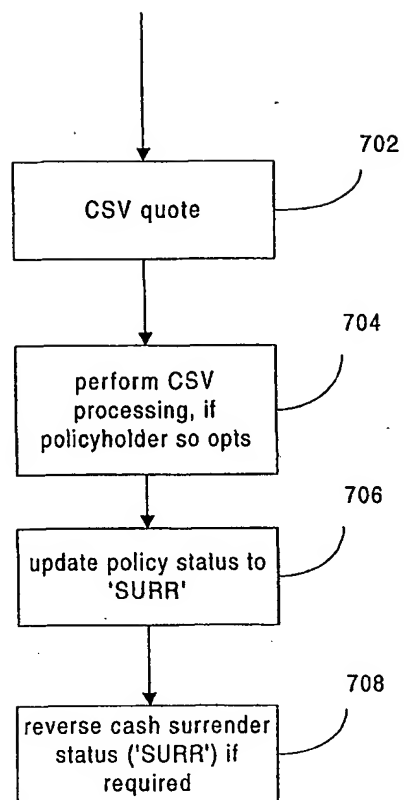 702
CSV quote
704
perform CSV
processing, if
policyholder so opts
706
update policy status to
'SURR'
708
reverse cash surrender
status ('SURR') if
required